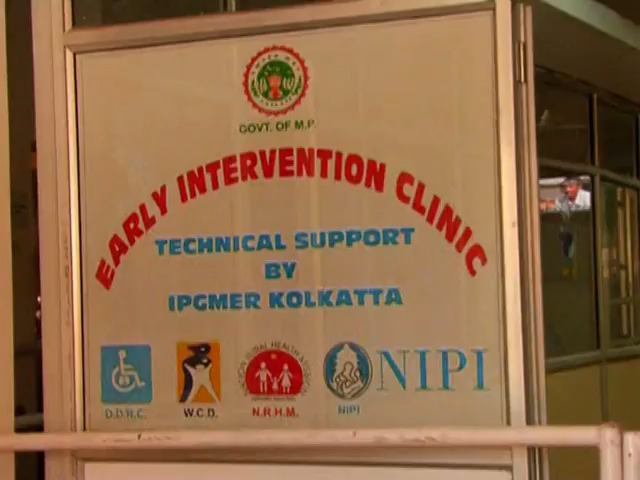 GOVT. OF M.P.
EARLY INTERVENTION CLINIC
TECHNICAL SUPPORT
BY
IPGMER KOLKATTA
NIPI
D.D.R.C. W.C.D. N.R.H.M. NIPI